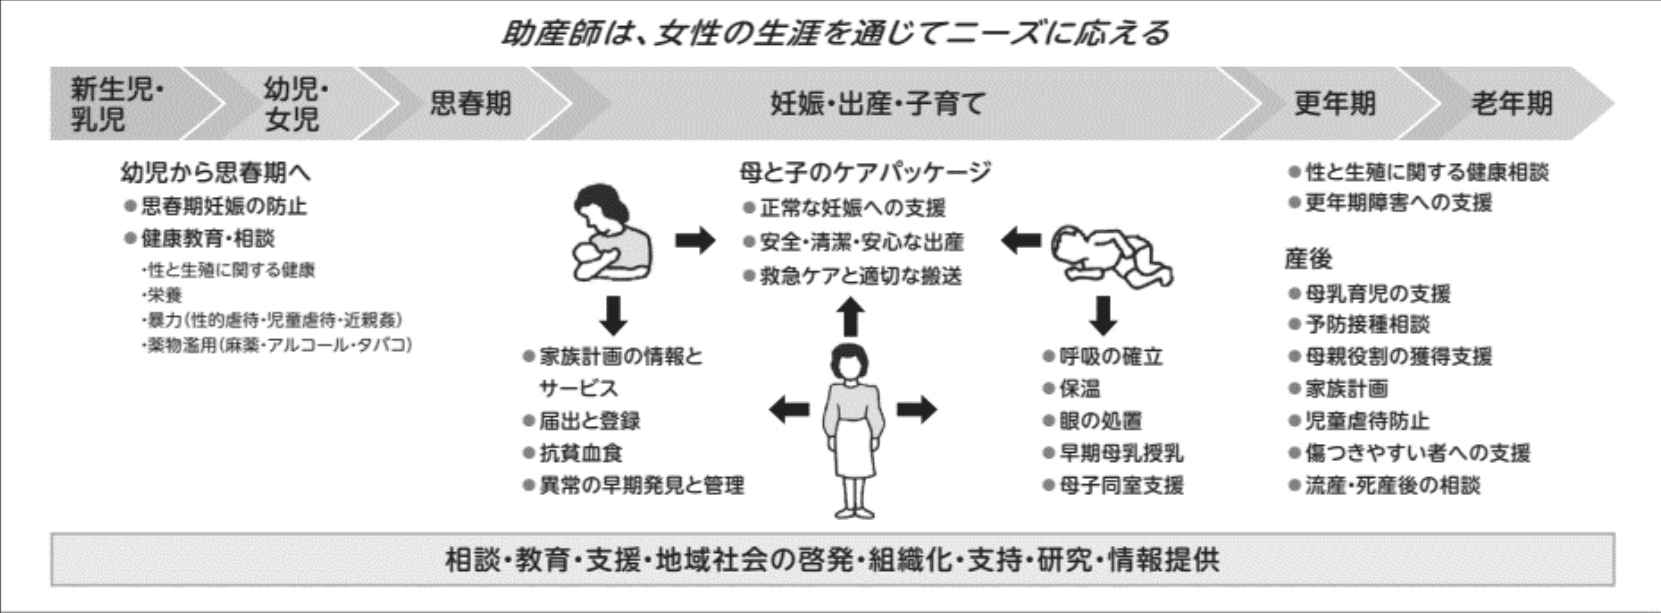 助産師は、女性の生涯を通じてニーズに応える
新生児・
乳児
幼児・
女児
思春期
妊娠・出産・子育て
更年期
老年期
幼児から思春期へ
●思春期妊娠の防止
●健康教育・相談
・性と生殖に関する健康
・栄養
・暴力(性的虐待・児童虐待・近親姦)
・薬物濫用(麻薬・アルコール・タバコ)
母と子のケアパッケージ
●正常な妊娠への支援
●安全・清潔・安心な出産
●救急ケアと適切な搬送
●家族計画の情報と
サービス
●届出と登録
●抗貧血食
●異常の早期発見と管理
●呼吸の確立
●保温
●眼の処置
●早期母乳授乳
●母子同室支援
●性と生殖に関する健康相談
●更年期障害への支援
産後
●母乳育児の支援
●予防接種相談
●母親役割の獲得支援
●家族計画
●児童虐待防止
●傷つきやすい者への支援
●流産・死産後の相談
相談・教育・支援・地域社会の啓発・組織化・支持・研究・情報提供